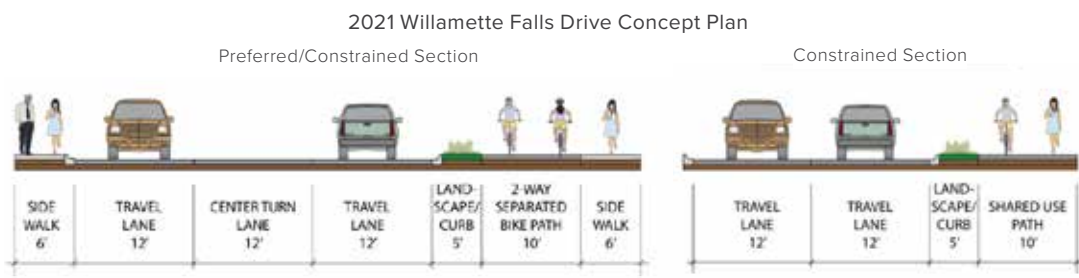 2021 Willamette Falls Drive Concept Plan
Preferred/Constrained Section
Constrained Section
SIDE
WALK
6'
TRAVEL
LANE
12'
CENTER TURN
LANE
12'
TRAVEL
LANE
12'
LAND-
SCAPE/
CURB
5'
2-WAY
SEPARATED
BIKE PATH
10'
SIDE
WALK
6'
TRAVEL
LANE
12'
TRAVEL
LANE
12'
LAND-
SCAPE/
CURB
5'
SHARED USE
PATH
10'